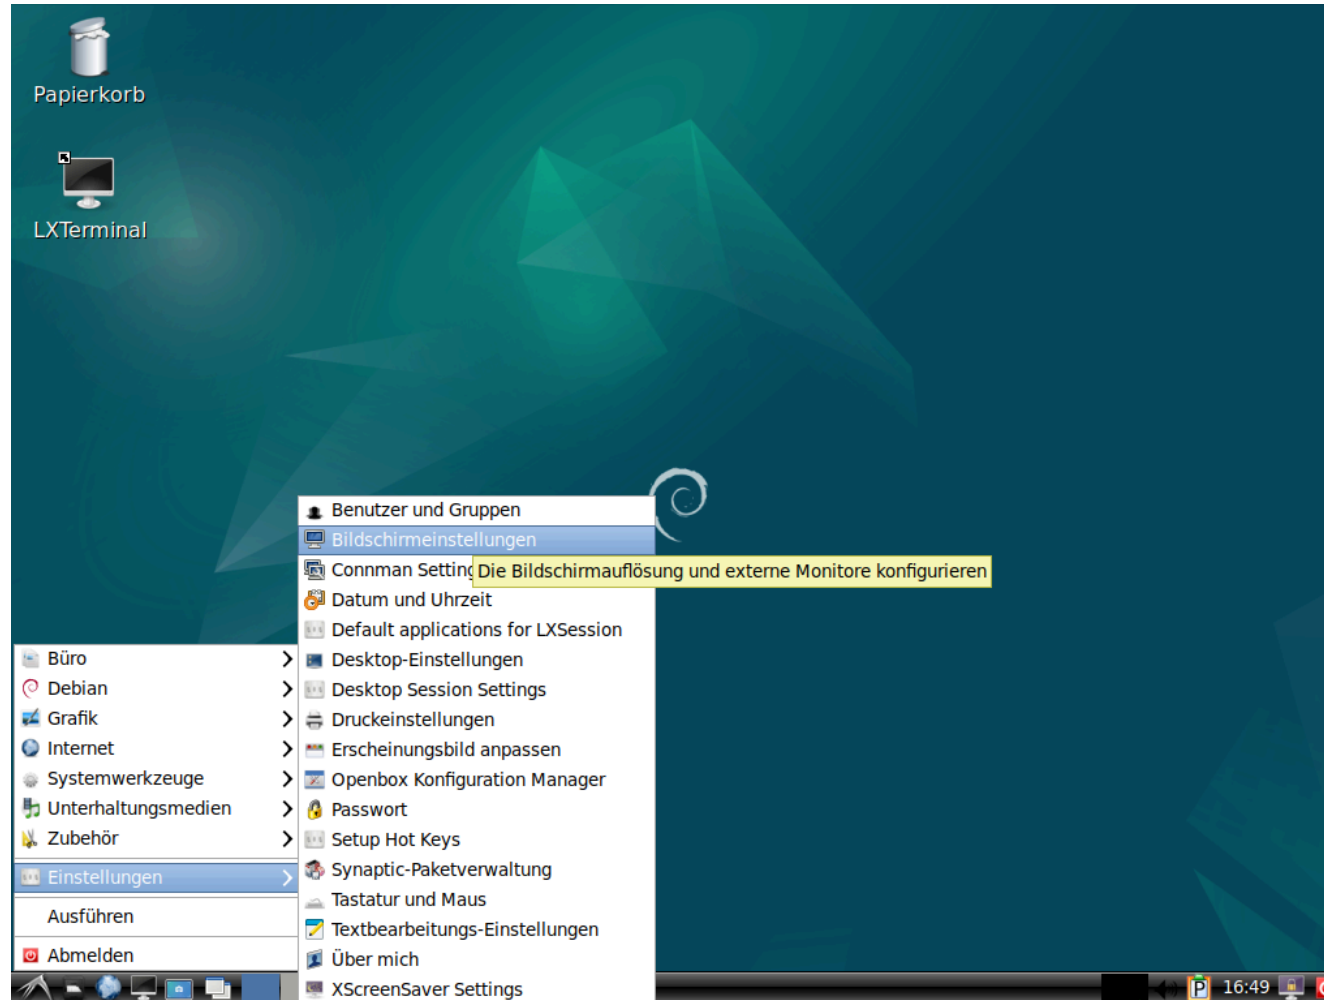 Papierkorb
LXTerminal
Benutzer und Gruppen
Bildschirmeinstellungen
Connman Setting
Die Bildschirmauflösung und externe Monitore konfigurieren
Datum und Uhrzeit
Default applications for LXSession
Desktop-Einstellungen
Desktop Session Settings
Druckeinstellungen
Erscheinungsbild anpassen
Openbox Konfiguration Manager
Passwort
Setup Hot Keys
Synaptic-Paketverwaltung
Tastatur und Maus
Textbearbeitungs-Einstellungen
Über mich
XScreenSaver Settings
Büro
Debian
Grafik
Internet
Systemwerkzeuge
Unterhaltungsmedien
Zubehör
Einstellungen
Ausführen
Abmelden
P
16:49